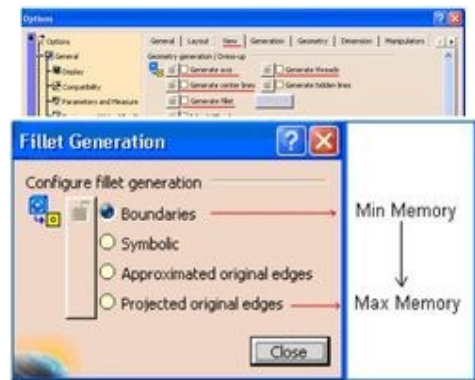 Options
Options
General
Display
Compatibility
Parameters and Measure
General Layout View Generation Geometry Dimension Manipulators
Geometry generation / Dress-up
Generate axis Generate threads
Generate center lines Generate hidden lines
Generate fillet
Fillet Generation
Configure fillet generation
Boundaries
Symbolic
Approximated original edges
Projected original edges
Close
Min Memory
Max Memory